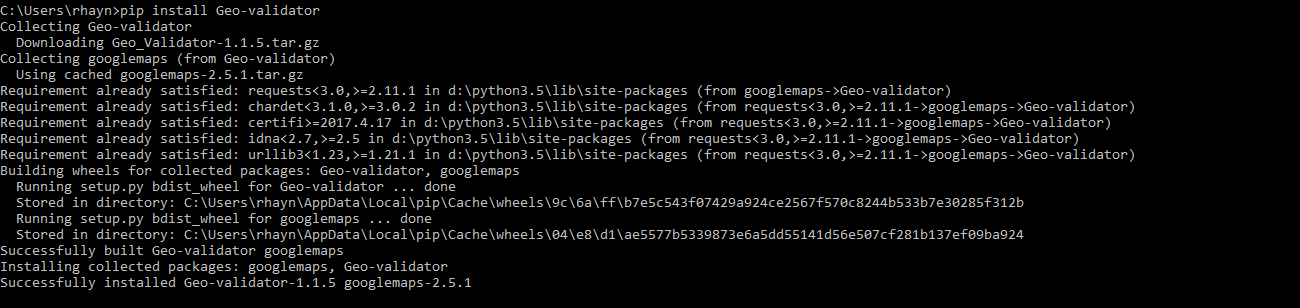 C:\Users\rhayn>pip install Geo-validator
Collecting Geo-validator
  Downloading Geo_Validator-1.1.5.tar.gz
Collecting googlemaps (from Geo-validator)
  Using cached googlemaps-2.5.1.tar.gz
Requirement already satisfied: requests<3.0,>=2.11.1 in d:\python3.5\lib\site-packages (from googlemaps->Geo-validator)
Requirement already satisfied: chardet<3.1.0,>=3.0.2 in d:\python3.5\lib\site-packages (from requests<3.0,>=2.11.1->googlemaps->Geo-validator)
Requirement already satisfied: certifi>=2017.4.17 in d:\python3.5\lib\site-packages (from requests<3.0,>=2.11.1->googlemaps->Geo-validator)
Requirement already satisfied: idna<2.7,>=2.5 in d:\python3.5\lib\site-packages (from requests<3.0,>=2.11.1->googlemaps->Geo-validator)
Requirement already satisfied: urllib3<1.23,>=1.21.1 in d:\python3.5\lib\site-packages (from requests<3.0,>=2.11.1->googlemaps->Geo-validator)
Building wheels for collected packages: Geo-validator, googlemaps
  Running setup.py bdist_wheel for Geo-validator ... done
  Stored in directory: C:\Users\rhayn\AppData\Local\pip\Cache\wheels\9c\6a\ff\b7e5c543f07429a924ce2567f570c8244b533b7e30285f312b
  Running setup.py bdist_wheel for googlemaps ... done
  Stored in directory: C:\Users\rhayn\AppData\Local\pip\Cache\wheels\04\e8\d1\ae5577b5339873e6a5dd55141d56e507cf281b137ef09ba924
Successfully built Geo-validator googlemaps
Installing collected packages: googlemaps, Geo-validator
Successfully installed Geo-validator-1.1.5 googlemaps-2.5.1